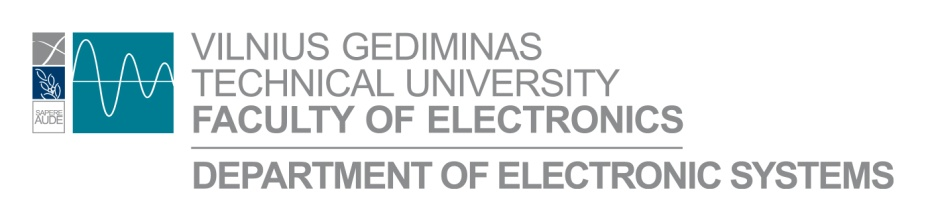 SAPERE
AUDE
VILNIUS GEDIMINAS
TECHNICAL UNIVERSITY
FACULTY OF ELECTRONICS
DEPARTMENT OF ELECTRONIC SYSTEMS